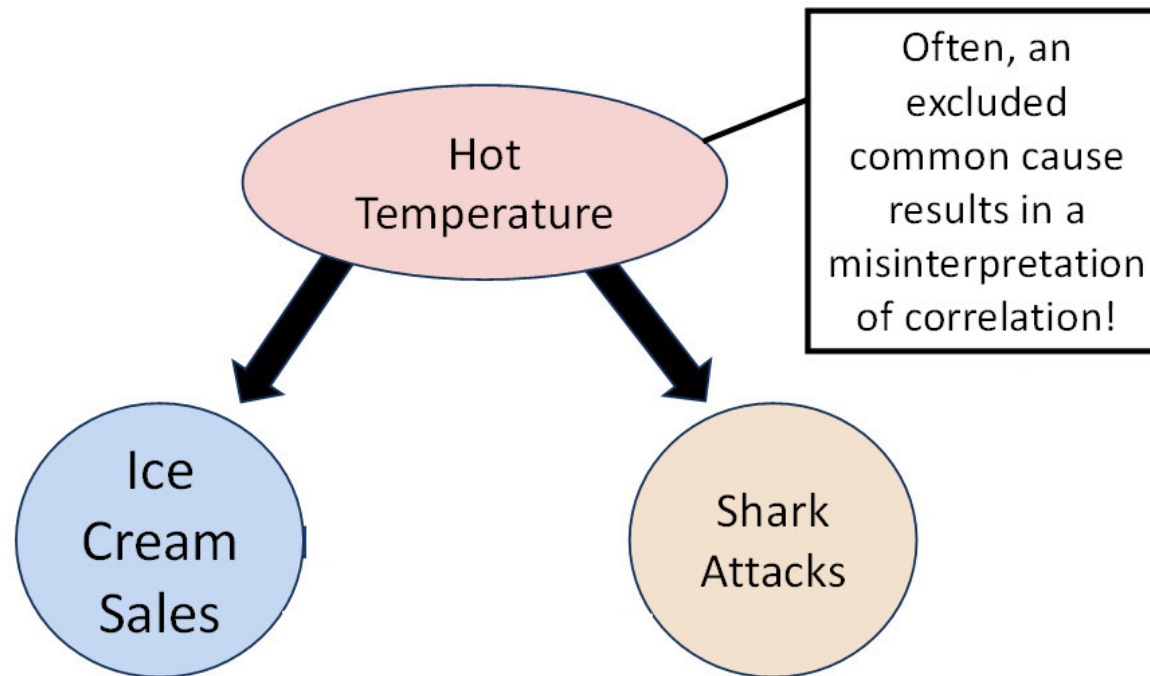 Often, an
excluded
common cause
results in a
misinterpretation
of correlation!
Hot
Temperature
Ice
Cream
Sales
Shark
Attacks